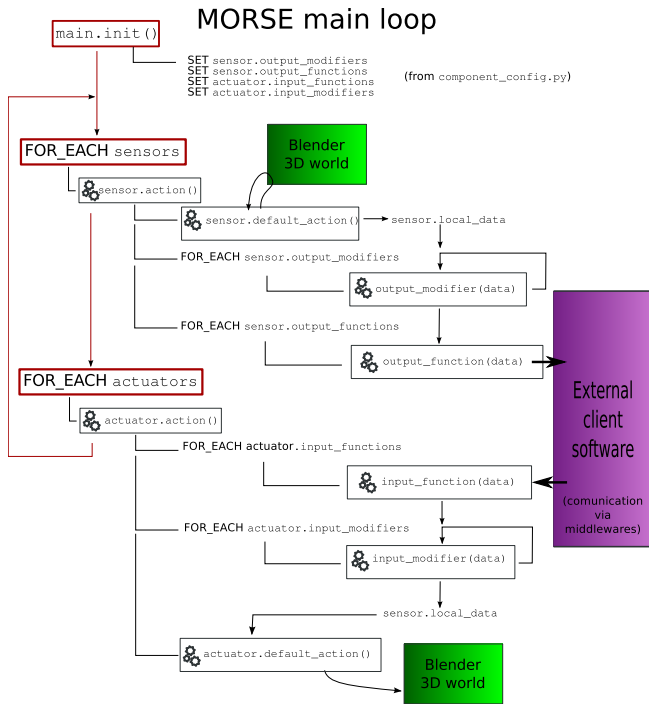 MORSE main loop
main.init()
SET sensor.output_modifiers
SET sensor.output_functions
SET actuator.input_functions
SET actuator.input_modifiers
(from component_config.py)
FOR_EACH sensors
Blender
3D world
sensor.action()
sensor.default_action()
sensor.local_data
FOR_EACH sensor.output_modifiers
output_modifier(data)
FOR_EACH sensor.output_functions
output_function(data)
External
client
software
(comunication
via
middlewares)
FOR_EACH actuators
actuator.action()
FOR_EACH actuator.input_functions
input_function(data)
FOR_EACH actuator.input_modifiers
input_modifier(data)
sensor.local_data
actuator.default_action()
Blender
3D world